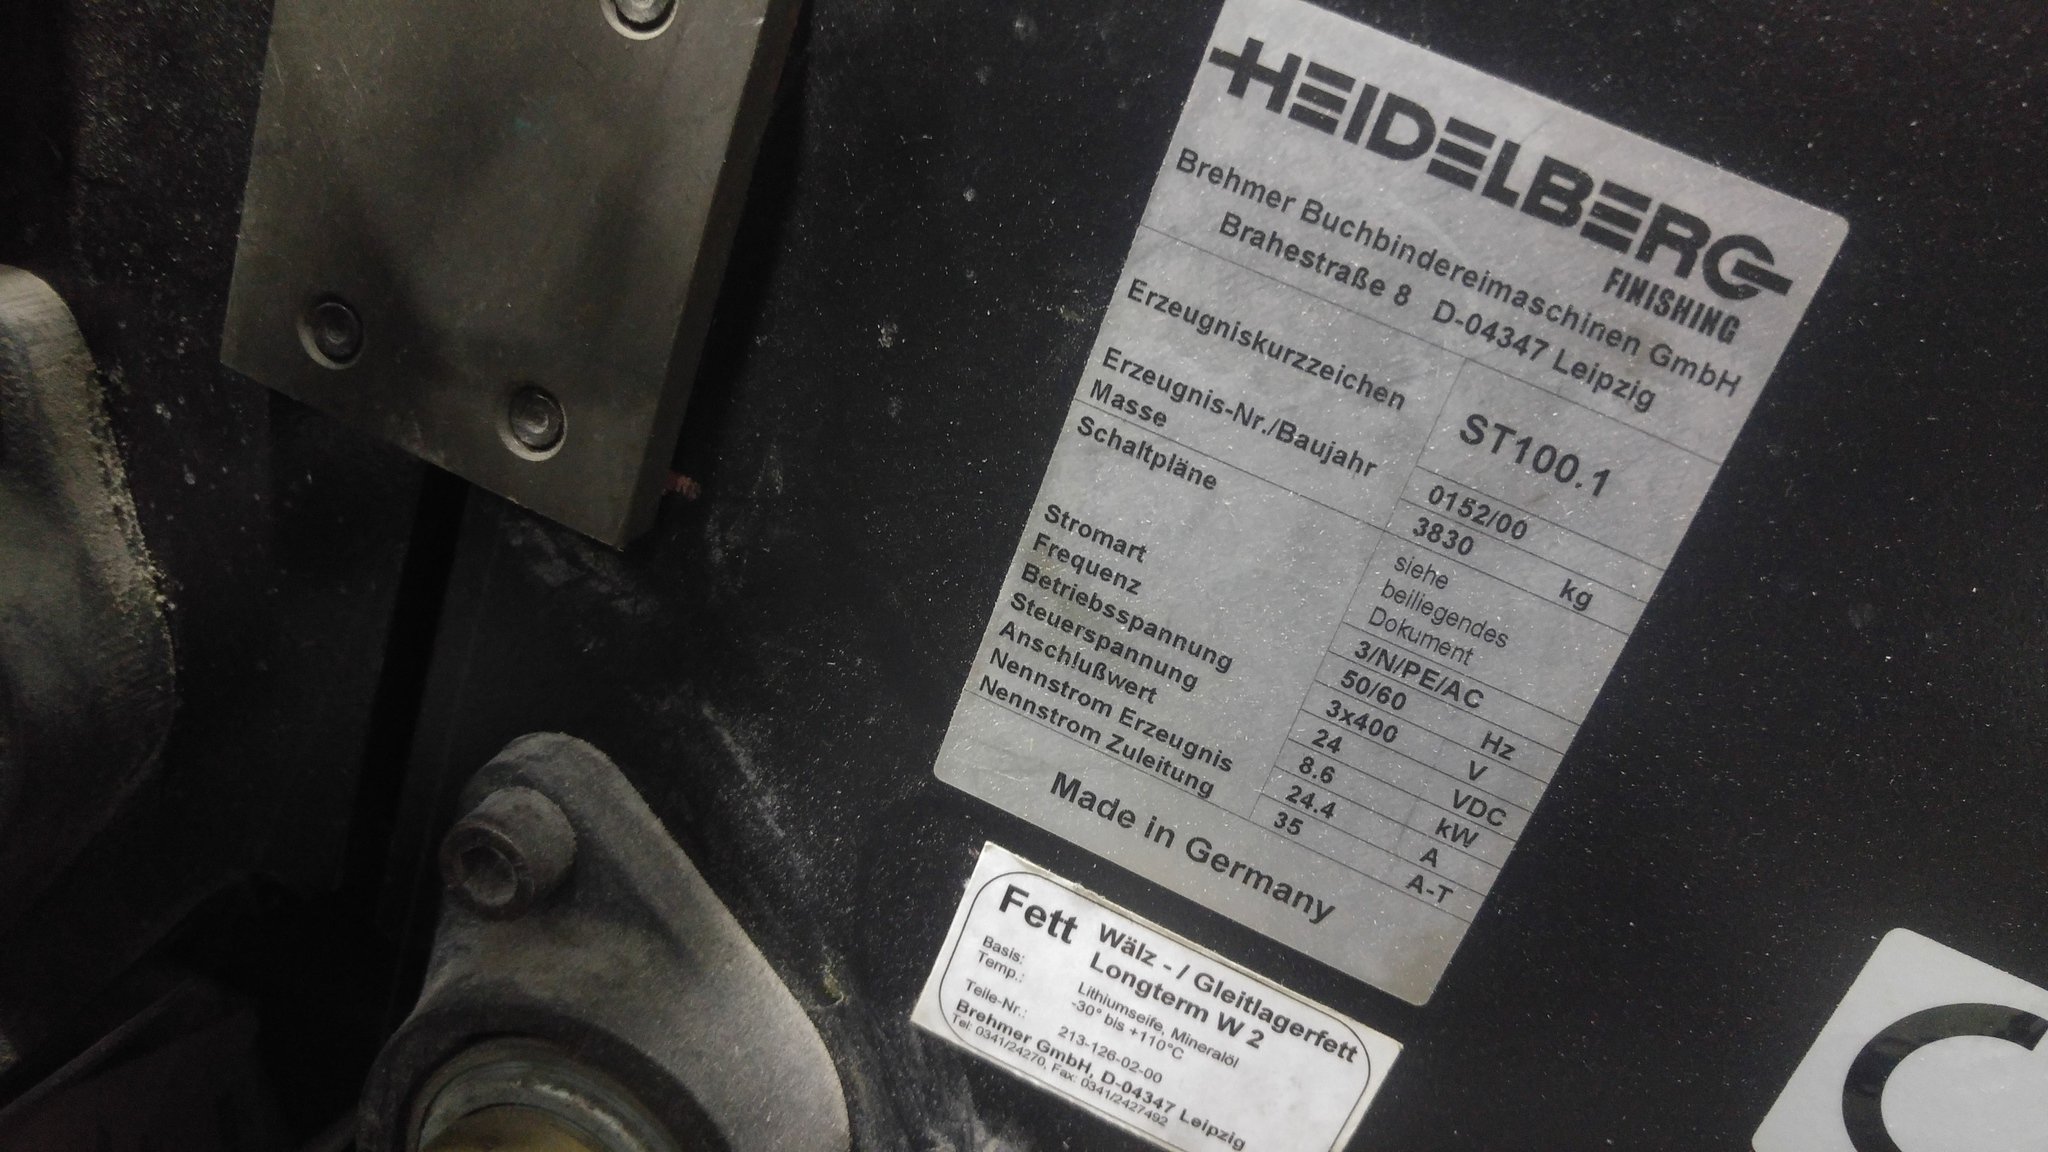 HEIDELBERG
FINISHING
Brehmer Buchbindereimaschinen GmbH
Brahestraße 8 D-04347 Leipzig
Erzeugniskurzzeichen ST100.1
Erzeugnis-Nr./Baujahr 0152/00
Masse 3830 kg
Schaltpläne siehe
beiliegendes
Dokument
Stromart 3/N/PE/AC
Frequenz 50/60 Hz
Betriebsspannung 3x400 V
Steuerspannung 24 VDC
Anschlußwert 8.6 kW
Nennstrom Erzeugnis 24.4 A
Nennstrom Zuleitung 35 A-T
Made in Germany
Fett Wälz - / Gleitlagerfett
Longterm W 2
Basis: Lithiumseife, Mineralöl
Temp.: -30° bis +110°C
Teile-Nr.: 213-126-02-00
Brehmer GmbH, D-04347 Leipzig
Tel: 0341/24270, Fax: 0341/2427492
C